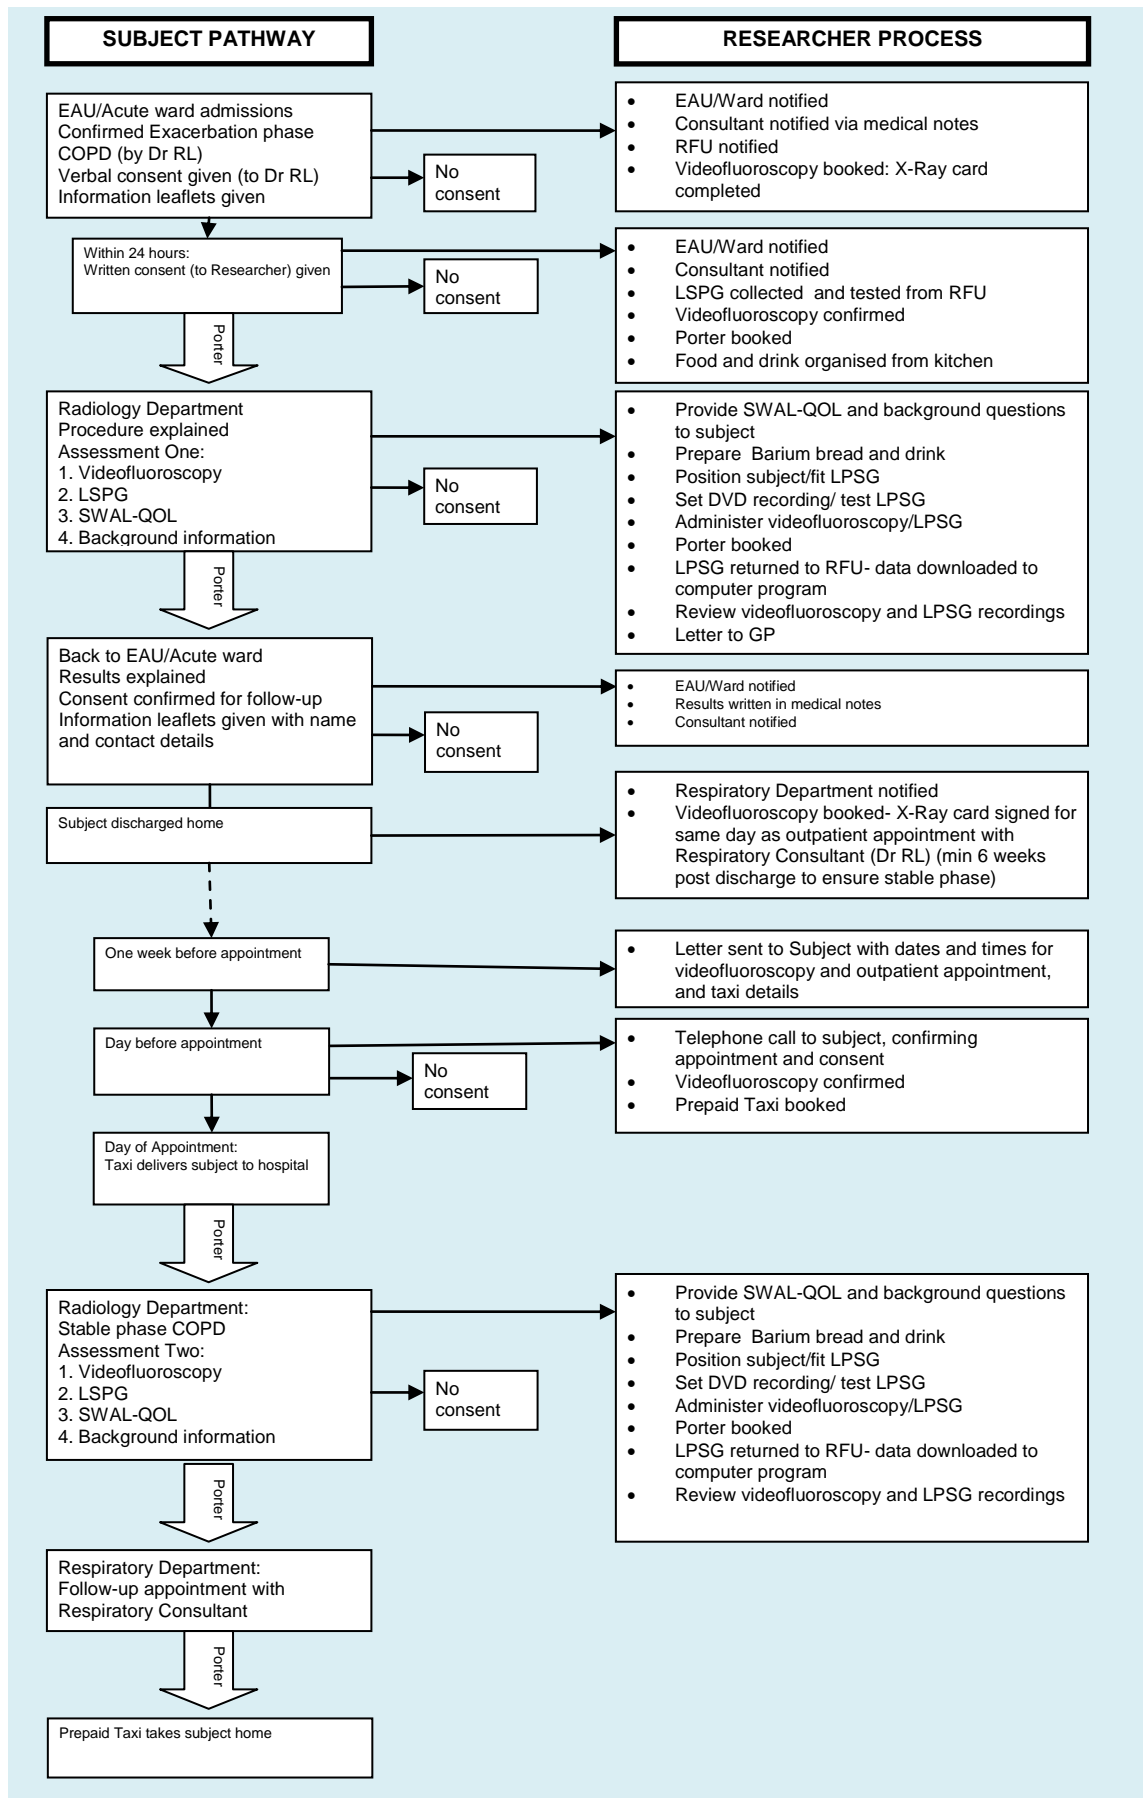 SUBJECT PATHWAY
RESEARCHER PROCESS
EAU/Acute ward admissions
Confirmed Exacerbation phase
COPD (by Dr RL)
Verbal consent given (to Dr RL)
Information leaflets given
No
consent
• EAU/Ward notified
• Consultant notified via medical notes
• RFU notified
• Videofluoroscopy booked: X-Ray card
completed
Within 24 hours:
Written consent (to Researcher) given
No
consent
• EAU/Ward notified
• Consultant notified
• LSPG collected and tested from RFU
• Videofluoroscopy confirmed
• Porter booked
• Food and drink organised from kitchen
Porter
Radiology Department
Procedure explained
Assessment One:
1. Videofluoroscopy
2. LSPG
3. SWAL-QOL
4. Background information
No
consent
• Provide SWAL-QOL and background questions
to subject
• Prepare Barium bread and drink
• Position subject/fit LPSG
• Set DVD recording/ test LPSG
• Administer videofluoroscopy/LPSG
• Porter booked
• LPSG returned to RFU- data downloaded to
computer program
• Review videofluoroscopy and LPSG recordings
• Letter to GP
Porter
Back to EAU/Acute ward
Results explained
Consent confirmed for follow-up
Information leaflets given with name
and contact details
No
consent
• EAU/Ward notified
• Results written in medical notes
• Consultant notified
Subject discharged home
• Respiratory Department notified
• Videofluoroscopy booked- X-Ray card signed for
same day as outpatient appointment with
Respiratory Consultant (Dr RL) (min 6 weeks
post discharge to ensure stable phase)
One week before appointment
• Letter sent to Subject with dates and times for
videofluoroscopy and outpatient appointment,
and taxi details
Day before appointment
No
consent
• Telephone call to subject, confirming
appointment and consent
• Videofluoroscopy confirmed
• Prepaid Taxi booked
Day of Appointment:
Taxi delivers subject to hospital
Porter
Radiology Department:
Stable phase COPD
Assessment Two:
1. Videofluoroscopy
2. LSPG
3. SWAL-QOL
4. Background information
No
consent
• Provide SWAL-QOL and background questions
to subject
• Prepare Barium bread and drink
• Position subject/fit LPSG
• Set DVD recording/ test LPSG
• Administer videofluoroscopy/LPSG
• Porter booked
• LPSG returned to RFU- data downloaded to
computer program
• Review videofluoroscopy and LPSG recordings
Porter
Respiratory Department:
Follow-up appointment with
Respiratory Consultant
Porter
Prepaid Taxi takes subject home